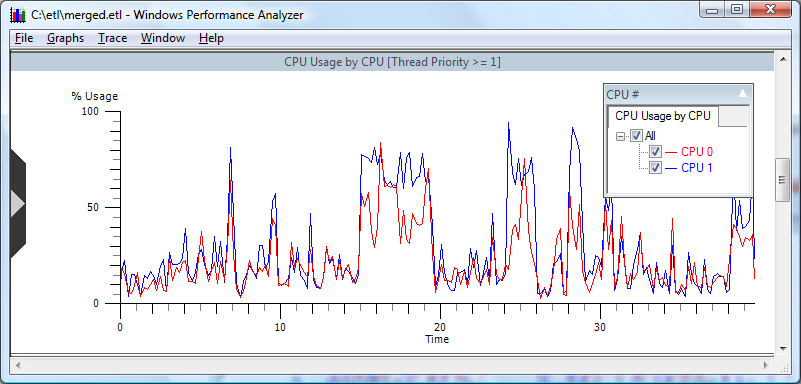 C:\etl\merged.etl - Windows Performance Analyzer
File Graphs Trace Window Help
CPU Usage by CPU [Thread Priority >= 1]
% Usage
100
50
0
0 10 20 30
Time
CPU #
CPU Usage by CPU
All
CPU 0
CPU 1